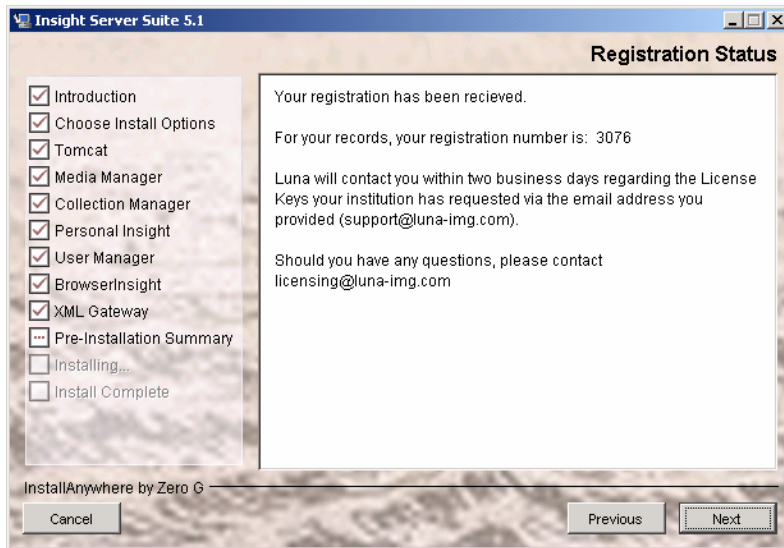 Insight Server Suite 5.1
Registration Status
Introduction
Choose Install Options
Tomcat
Media Manager
Collection Manager
Personal Insight
User Manager
BrowserInsight
XML Gateway
Pre-Installation Summary
Installing...
Install Complete
Your registration has been recieved.
For your records, your registration number is: 3076
Luna will contact you within two business days regarding the License
Keys your institution has requested via the email address you
provided (support@luna-img.com).
Should you have any questions, please contact
licensing@luna-img.com
InstallAnywhere by Zero G
Cancel
Previous
Next